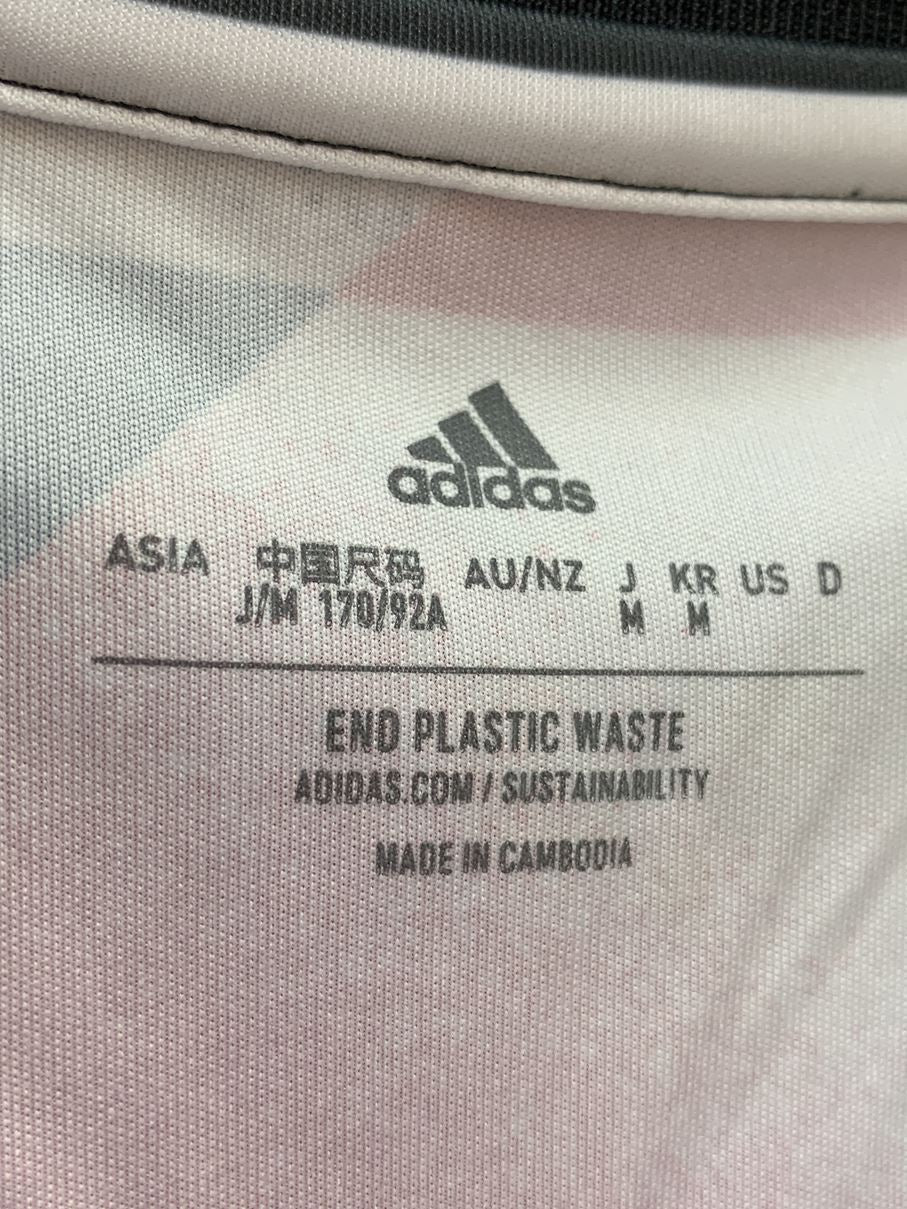 adidas
ASIA 中国尺码 AU/NZ J KR US D
J/M 170/92A M M
END PLASTIC WASTE
ADIDAS.COM / SUSTAINABILITY
MADE IN CAMBODIA